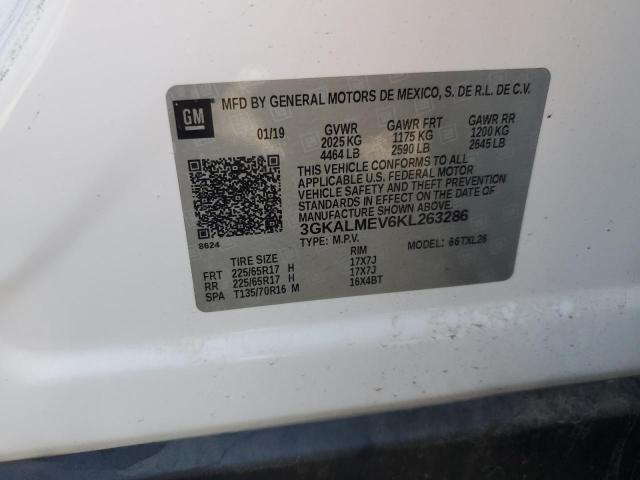 GM
MFD BY GENERAL MOTORS DE MEXICO, S. DE R.L. DE C.V.
01/19 GVWR GAWR FRT GAWR RR
2025 KG 1175 KG 1200 KG
4464 LB 2590 LB 2645 LB
THIS VEHICLE CONFORMS TO ALL
APPLICABLE U.S. FEDERAL MOTOR
VEHICLE SAFETY AND THEFT PREVENTION
STANDARDS IN EFFECT ON THE DATE OF
MANUFACTURE SHOWN ABOVE.
3GKALMEV6KL263286
8624
TYPE: M.P.V. MODEL: 66TXL26
TIRE SIZE RIM
FRT 225/65R17 H 17X7J
RR 225/65R17 H 17X7J
SPA T135/70R16 M 16X4BT